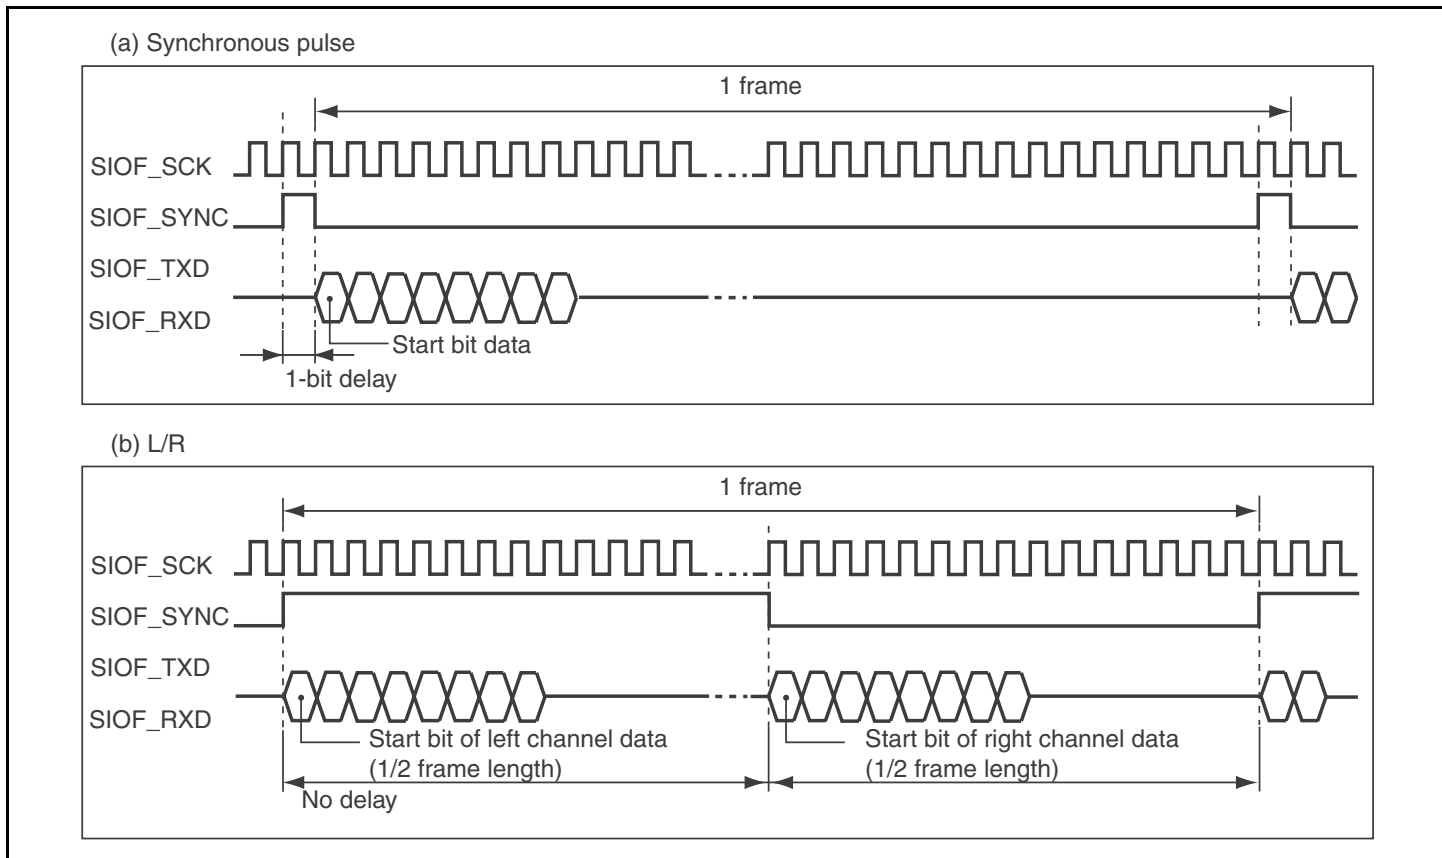 (a) Synchronous pulse
1 frame
SIOF_SCK
SIOF_SYNC
SIOF_TXD
SIOF_RXD
Start bit data
1-bit delay
(b) L/R
1 frame
SIOF_SCK
SIOF_SYNC
SIOF_TXD
SIOF_RXD
Start bit of left channel data
(1/2 frame length)
Start bit of right channel data
(1/2 frame length)
No delay